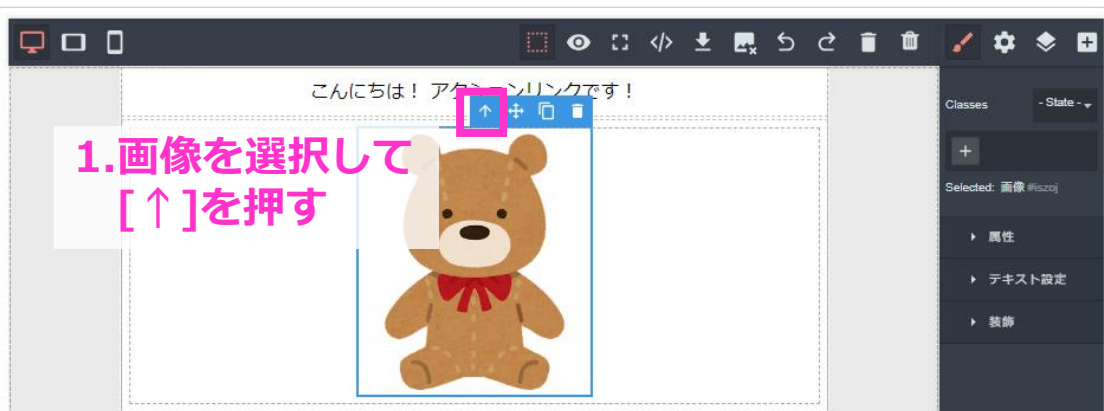 こんにちは！ アクションリンクです！
1.画像を選択して
[↑]を押す
Classes
- State -
Selected: 画像 #iszoj
属性
テキスト設定
装飾